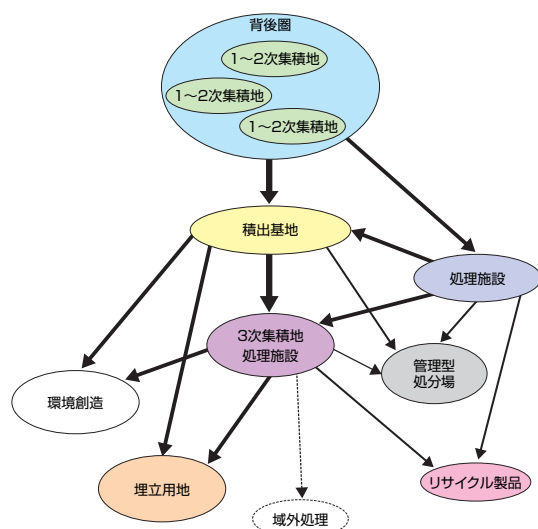 背後圏
1〜2次集積地
1〜2次集積地
1〜2次集積地
積出基地
処理施設
3次集積地
処理施設
管理型
処分場
環境創造
埋立用地
リサイクル製品
域外処理